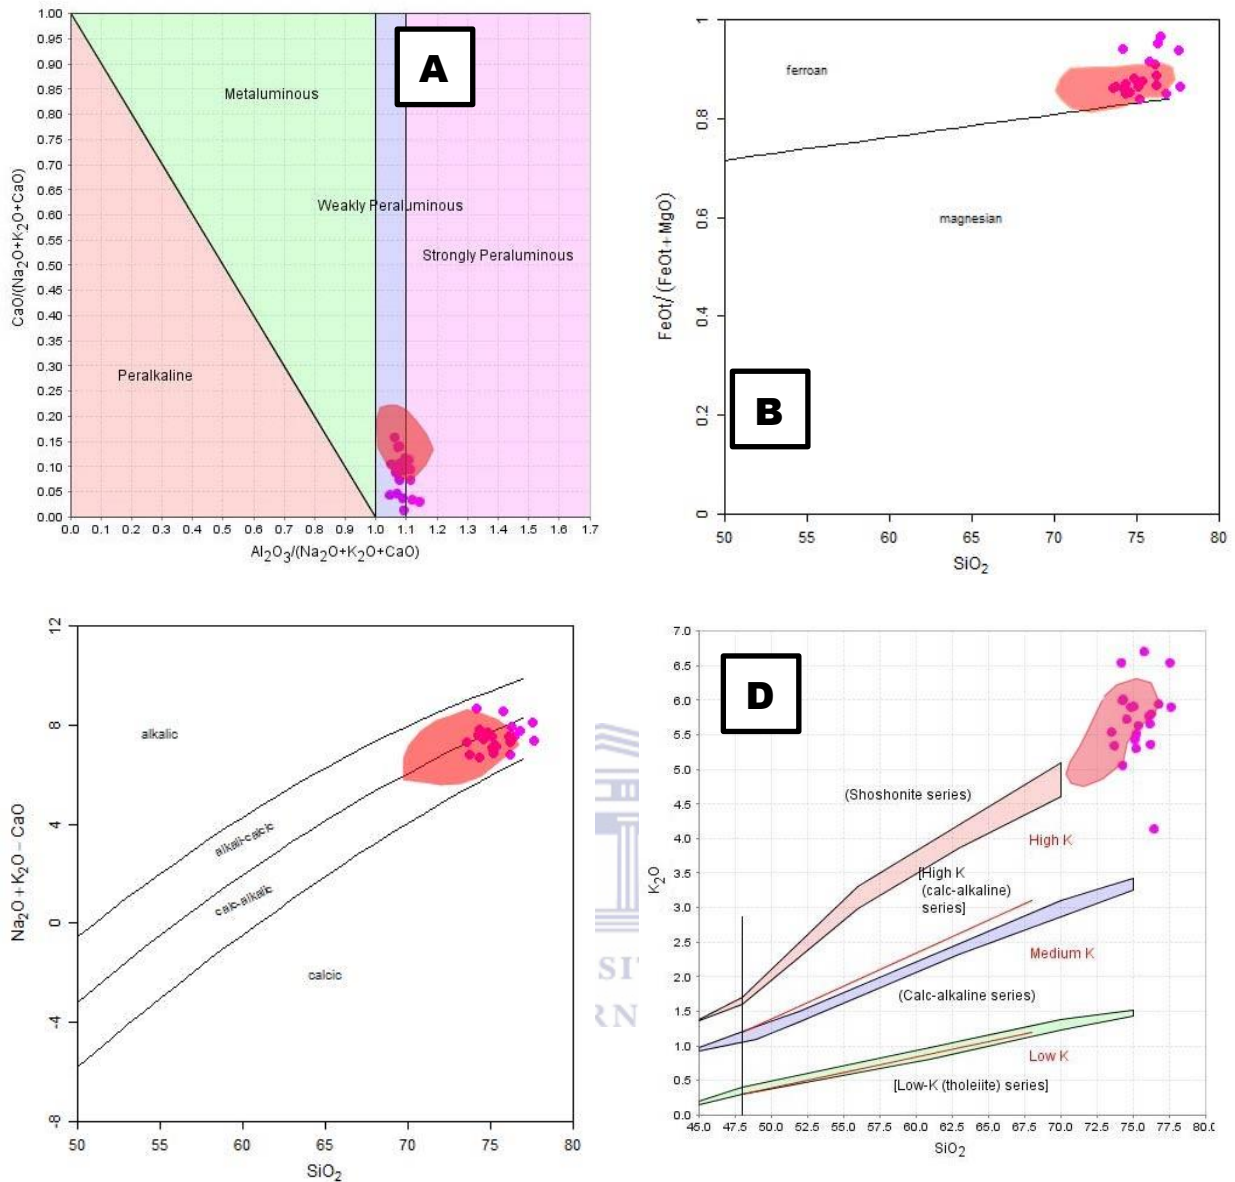 1.00
0.95
0.90
0.85
0.80
0.75
0.70
0.65
0.60
0.55
0.50
0.45
0.40
0.35
0.30
0.25
0.20
0.15
0.10
0.05
0.00
CaO/(Na2O+K2O+CaO)
A
Metaluminous
Weakly Peraluminous
Strongly Peraluminous
Peralkaline
0.0 0.1 0.2 0.3 0.4 0.5 0.6 0.7 0.8 0.9 1.0 1.1 1.2 1.3 1.4 1.5 1.6 1.7
Al2O3/(Na2O+K2O+CaO)
1
0.8
0.6
0.4
0.2
0
FeOt/ (FeOt + MgO)
ferroan
magnesian
B
50 55 60 65 70 75 80
SiO2
12
8
4
0
-4
-8
Na2O + K2O − CaO
alkalic
alkali-calcic
calc-alkalic
calcic
50 55 60 65 70 75 80
SiO2
SI
RN
7.0
6.5
6.0
5.5
5.0
4.5
4.0
3.5
3.0
2.5
2.0
1.5
1.0
0.5
0.0
K2O
D
(Shoshonite series)
High K
[High K
(calc-alkaline)
series]
Medium K
(Calc-alkaline series)
Low K
[Low-K (tholeiite) series]
45.0 47.5 50.0 52.5 55.0 57.5 60.0 62.5 65.0 67.5 70.0 72.5 75.0 77.5 80.0
SiO2